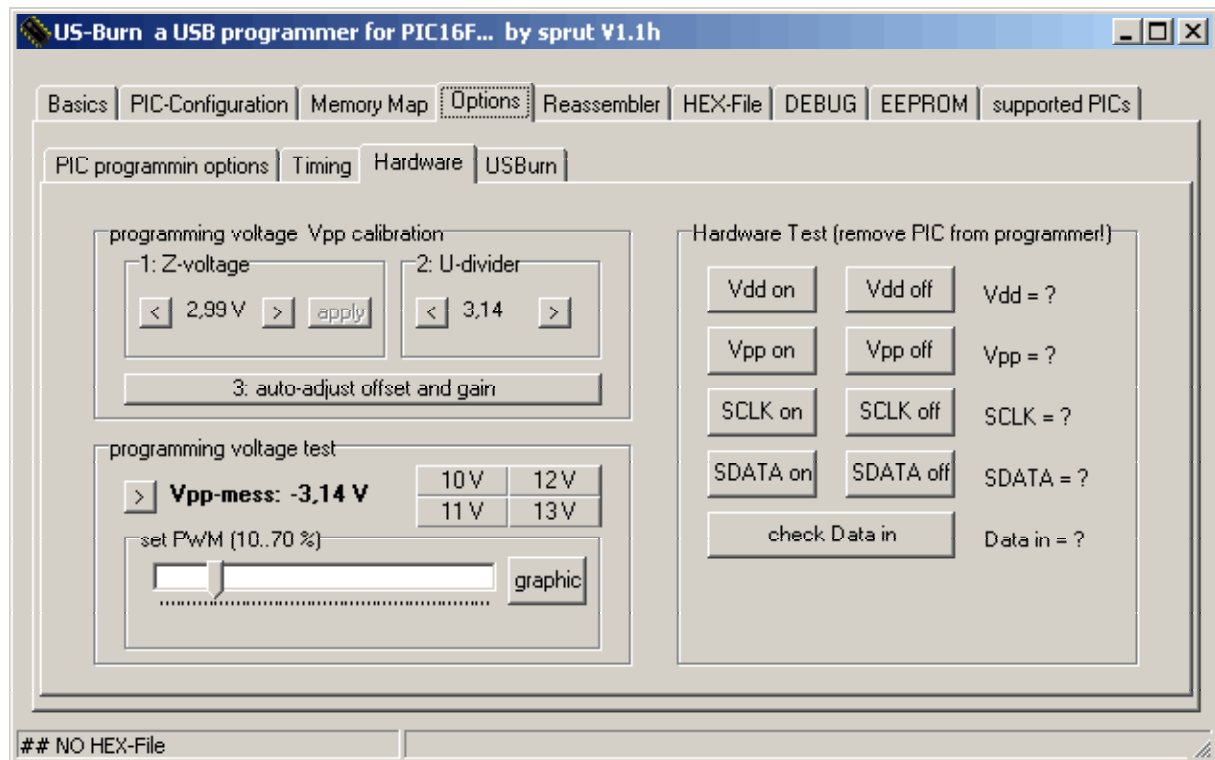 US-Burn a USB programmer for PIC16F... by sprut V1.1h
Basics PIC-Configuration Memory Map Options Reassembler HEX-File DEBUG EEPROM supported PICs
PIC programmin options Timing Hardware USBurn
programming voltage Vpp calibration
1: Z-voltage
< 2,99 V > apply
2: U-divider
< 3,14 >
3: auto-adjust offset and gain
programming voltage test
> Vpp-mess: -3,14 V
10 V 12 V
11 V 13 V
set PWM (10..70 %)
graphic
Hardware Test (remove PIC from programmer!)
Vdd on Vdd off Vdd = ?
Vpp on Vpp off Vpp = ?
SCLK on SCLK off SCLK = ?
SDATA on SDATA off SDATA = ?
check Data in Data in = ?
## NO HEX-File